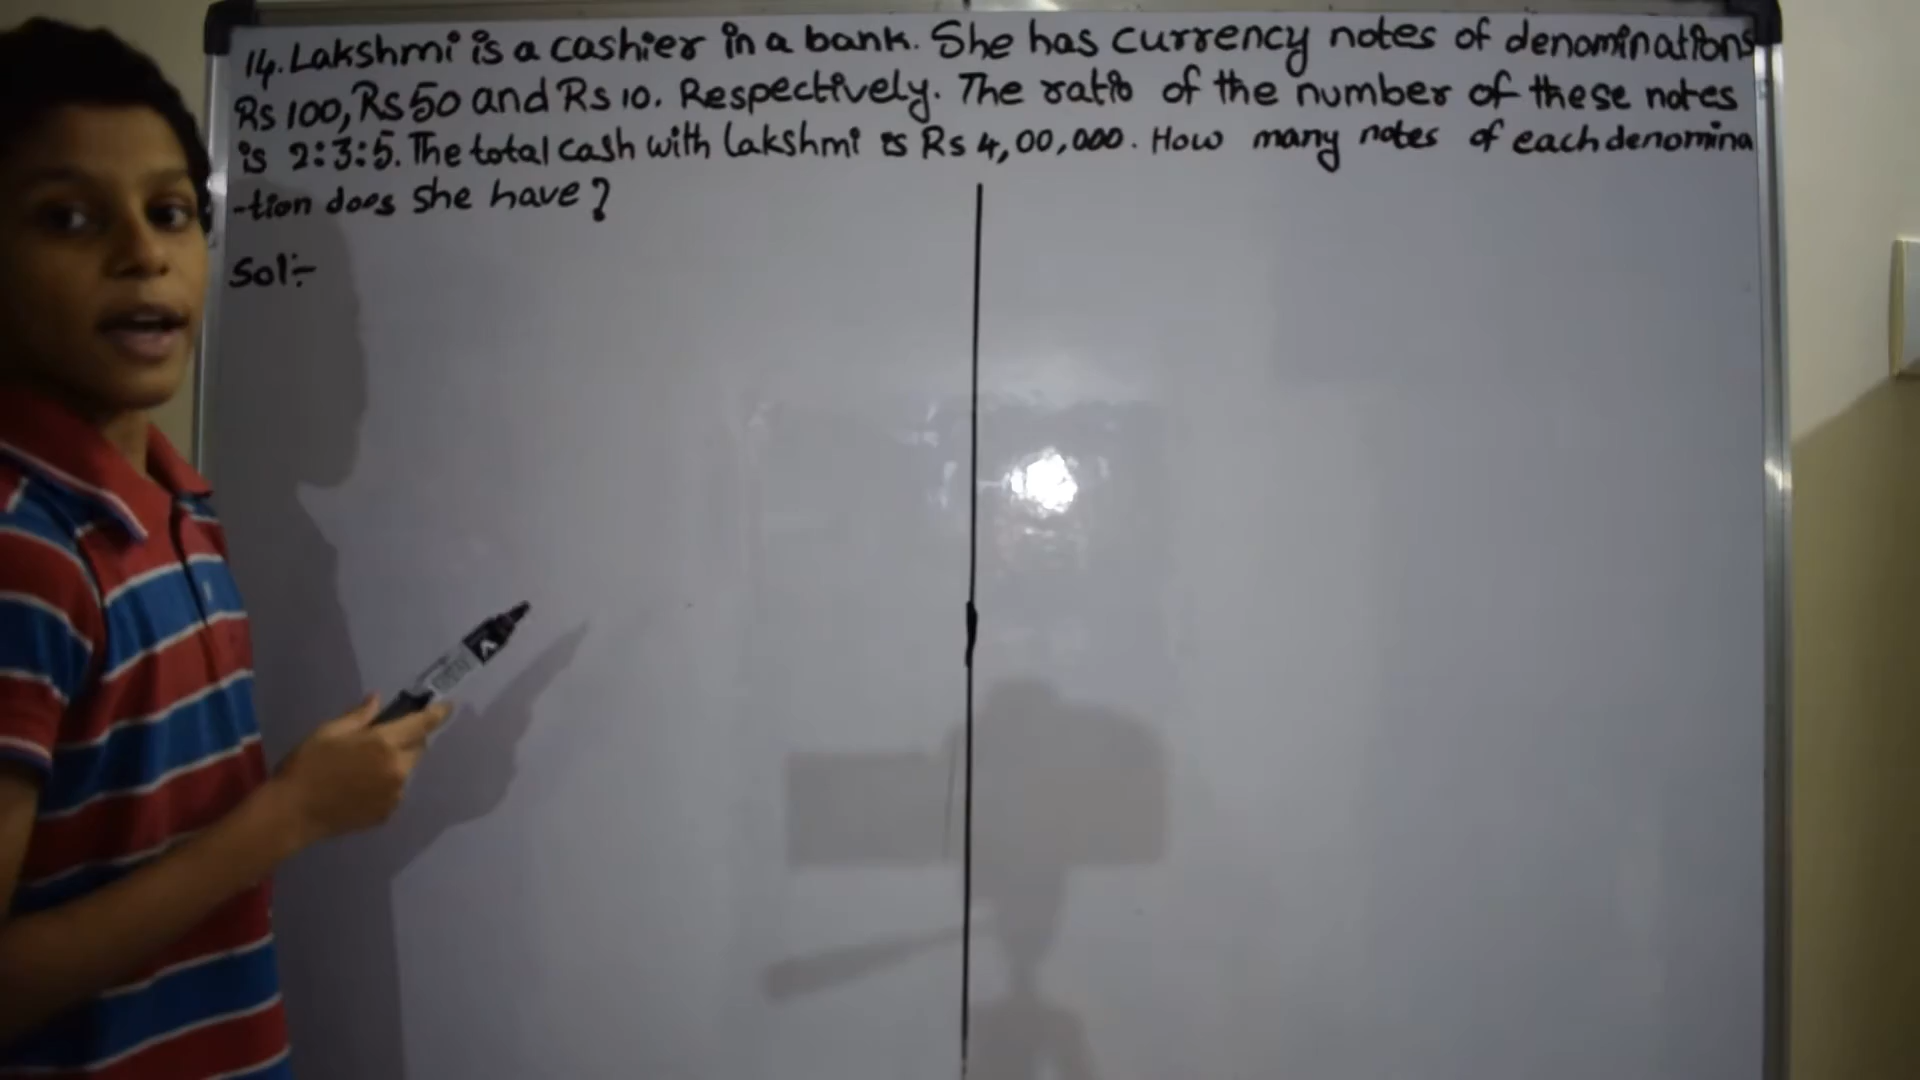 14. Lakshmi is a cashier in a bank. She has currency notes of denominations
Rs 100, Rs 50 and Rs 10. Respectively. The ratio of the number of these notes
is 2:3:5. The total cash with Lakshmi is Rs 4,00,000. How many notes of each denomina
-tion does she have?
Sol:-